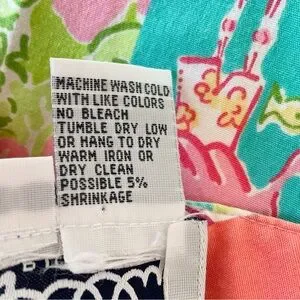 MACHINE WASH COLD
WITH LIKE COLORS
NO BLEACH
TUMBLE DRY LOW
OR HANG TO DRY
WARM IRON OR
DRY CLEAN
POSSIBLE 5%
SHRINKAGE